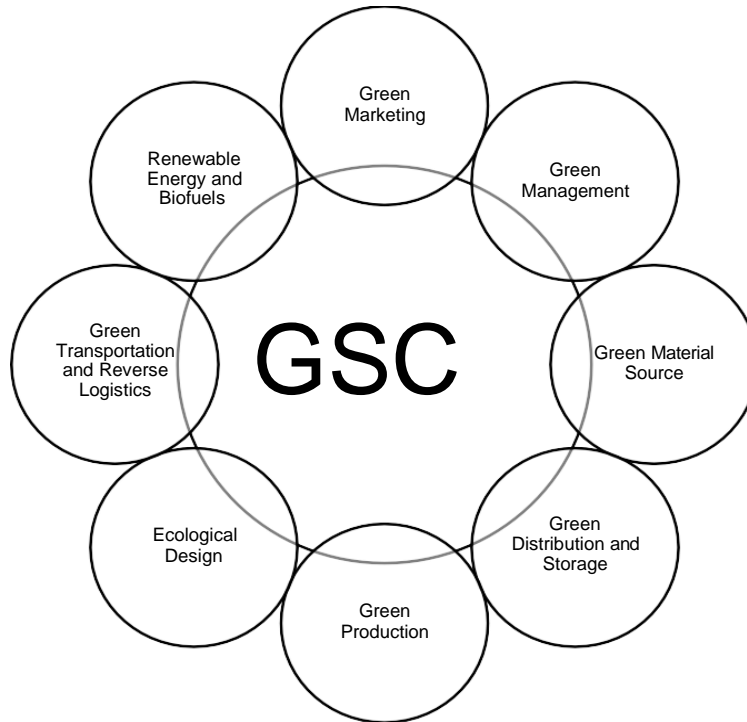 Green
Marketing
Renewable
Energy and
Biofuels
Green
Management
Green
Transportation
and Reverse
Logistics
GSC
Green Material
Source
Ecological
Design
Green
Distribution and
Storage
Green
Production